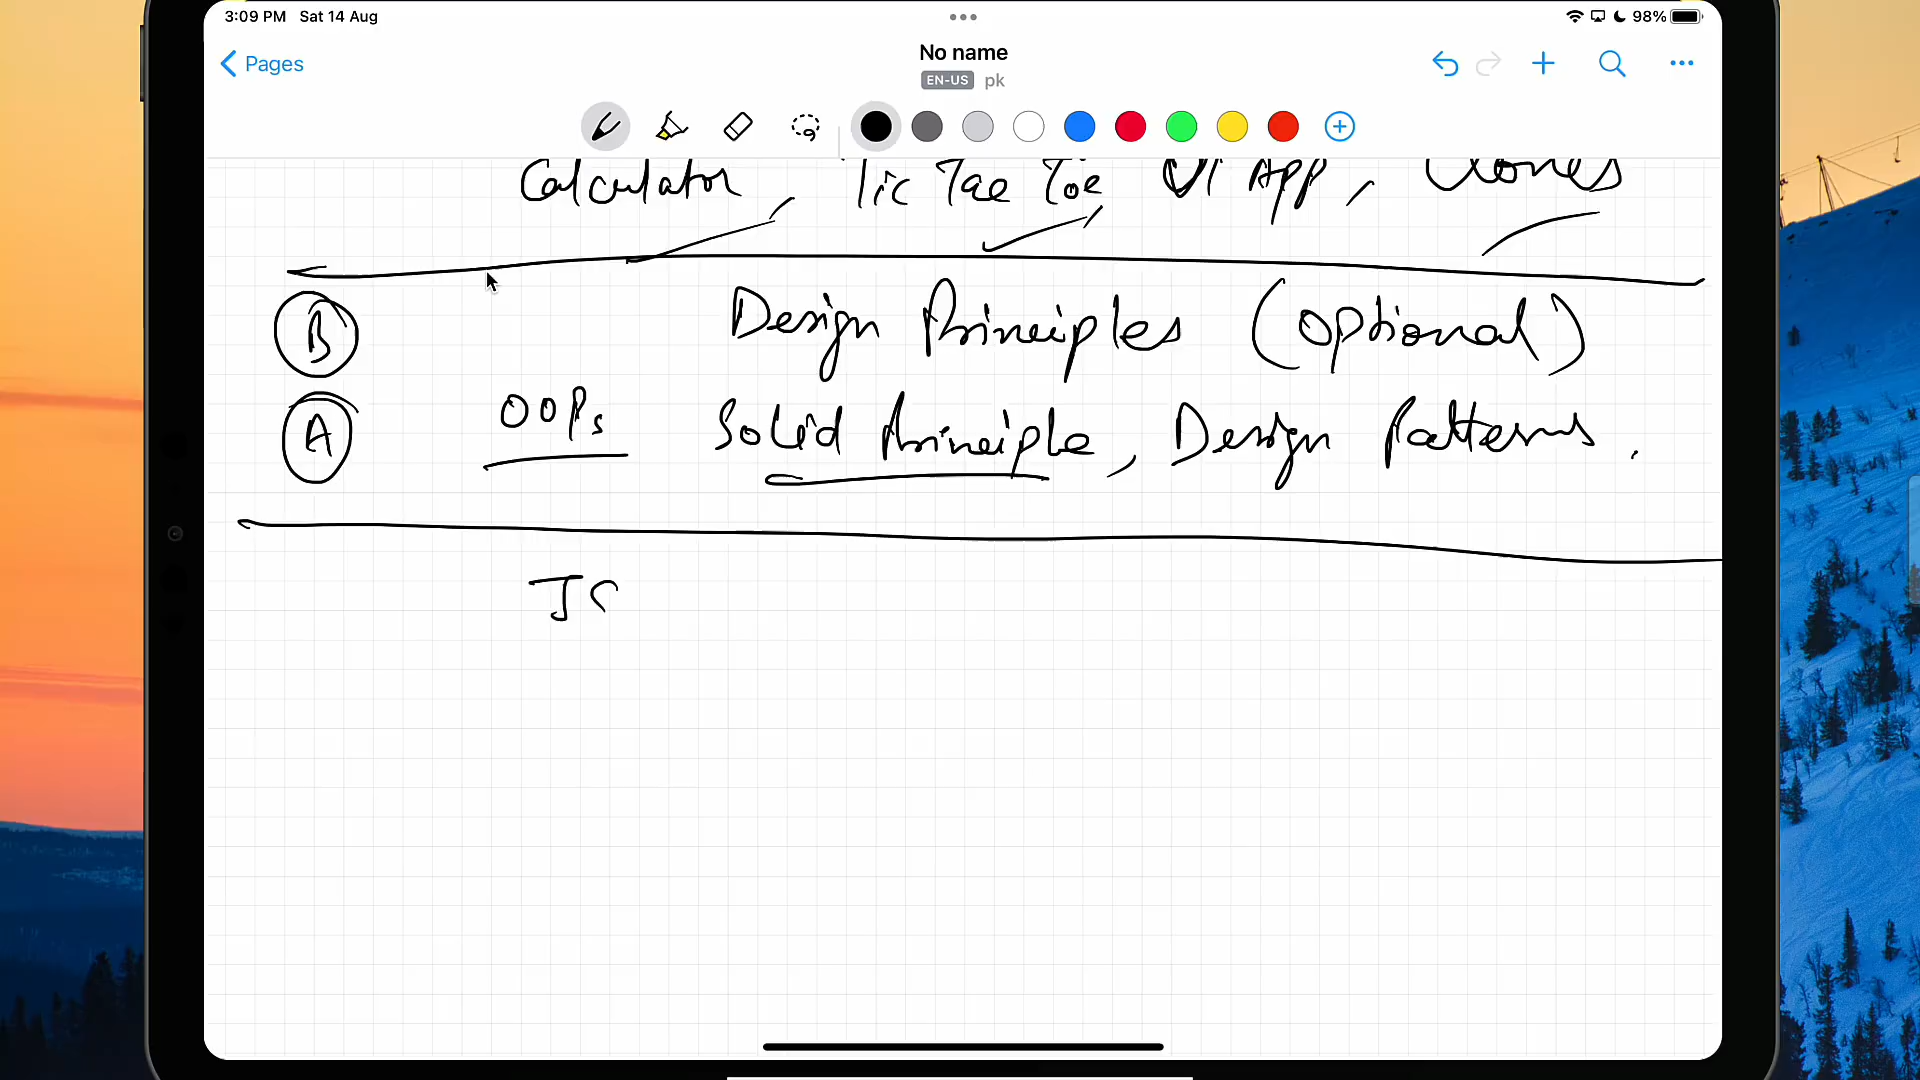 3:09 PM Sat 14 Aug
98%
Pages
No name
EN-US pk
Calculator, Tic Tac Toe, UI App, Clones
B Design Principles (Optional)
A OOPs Solid Principle, Design Patterns.